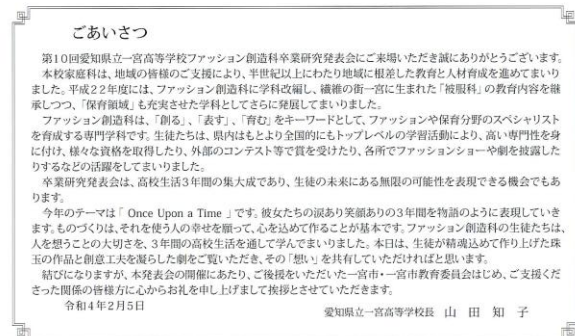 ごあいさつ
第10回愛知県立一宮高等学校ファッション創造科卒業研究発表会にご来場いただき誠にありがとうございます。
本校家庭科は、地域の皆様のご支援により、半世紀以上にわたり地域に根差した教育と人材育成を進めてまいり
ました。平成22年度には、ファッション創造科に学科改編し、繊維の街一宮に生まれた「被服科」の教育内容を継
承しつつ、「保育領域」も充実させた学科としてさらに発展してまいりました。
ファッション創造科は、「創る」、「表す」、「育む」をキーワードとして、ファッションや保育分野のスペシャリスト
を育成する専門学科です。生徒たちは、県内はもとより全国的にもトップレベルの学習活動により、高い専門性を身
に付け、様々な資格を取得したり、外部のコンテスト等で賞を受けたり、各所でファッションショーや劇を披露した
りするなどの活躍をしてまいりました。
卒業研究発表会は、高校生活3年間の集大成であり、生徒の未来にある無限の可能性を表現できる機会でもあ
ります。
今年のテーマは「 Once Upon a Time 」です。彼女たちの涙あり笑顔ありの3年間を物語のように表現していき
ます。ものづくりは、それを使う人の幸せを願って、心を込めて作ることが基本です。ファッション創造科の生徒たちは、
人を想うことの大切さを、3年間の高校生活を通して学んでまいりました。本日は、生徒が精魂込めて作り上げた珠
玉の作品と創意工夫を凝らした劇をご覧いただき、その「想い」を共有していただければと思います。
結びになりますが、本発表会の開催にあたり、ご後援をいただいた一宮市・一宮市教育委員会はじめ、ご支援くだ
さった関係の皆様方に心からお礼を申し上げまして挨拶とさせていただきます。
令和4年2月5日
愛知県立一宮高等学校長 山 田 知 子